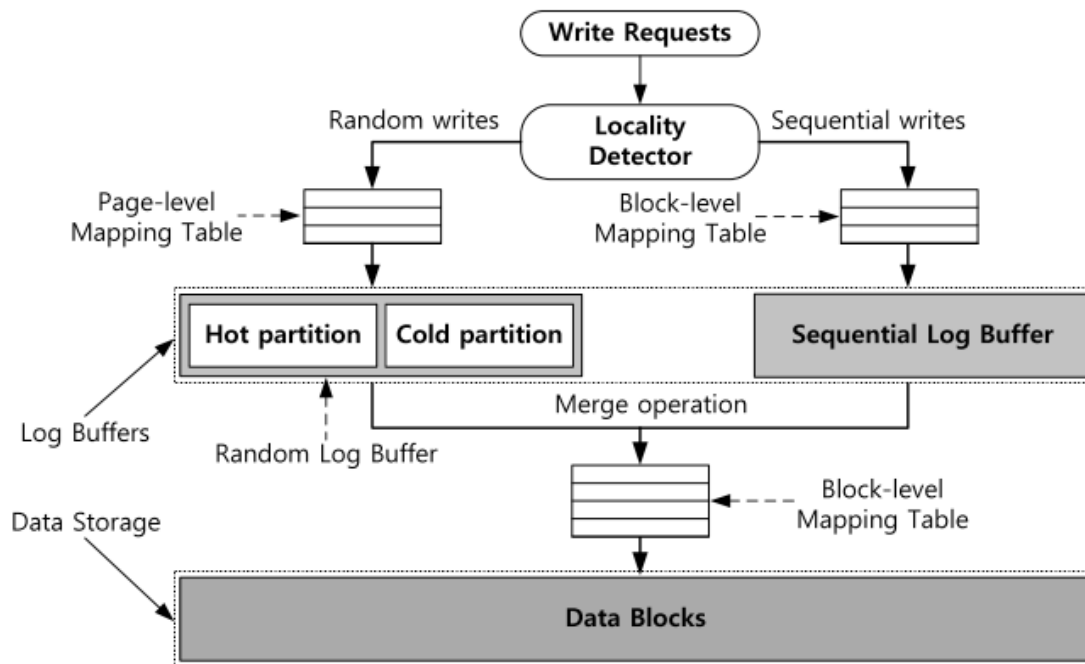 Write Requests
Random writes
Locality
Detector
Sequential writes
Page-level
Mapping Table
Block-level
Mapping Table
Hot partition
Cold partition
Sequential Log Buffer
Merge operation
Log Buffers
Random Log Buffer
Block-level
Mapping Table
Data Storage
Data Blocks